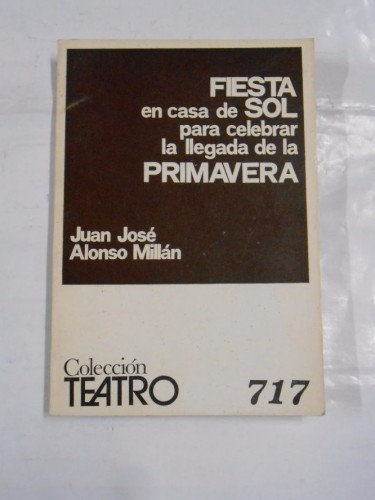 FIESTA
en casa de SOL
para celebrar
la llegada de la
PRIMAVERA
Juan José
Alonso Millán
Colección
TEATRO
717